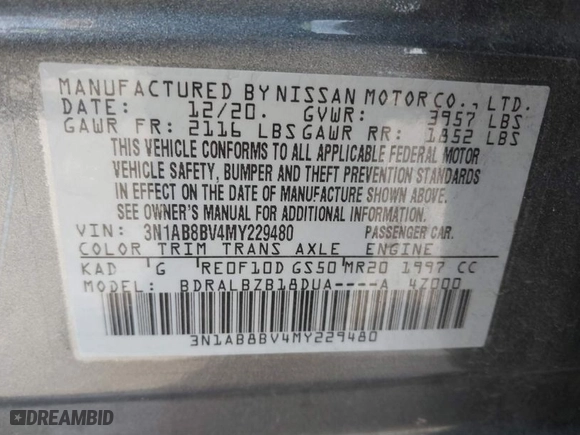 MANUFACTURED BY NISSAN MOTOR CO., LTD.
DATE: 12/20. GVWR: 3957 LBS
GAWR FR: 2116 LBS GAWR RR: 1852 LBS
THIS VEHICLE CONFORMS TO ALL APPLICABLE FEDERAL MOTOR
VEHICLE SAFETY, BUMPER AND THEFT PREVENTION STANDARDS
IN EFFECT ON THE DATE OF MANUFACTURE SHOWN ABOVE.
SEE OWNER'S MANUAL FOR ADDITIONAL INFORMATION.
VIN: 3N1AB8BV4MY229480 PASSENGER CAR.
COLOR TRIM TRANS AXLE ENGINE
KAD G RE0F10D GS50 MR20 1997 CC
MODEL: BDRALBZB18DUA----A 4Z000
3N1AB8BV4MY229480
DREAMBID